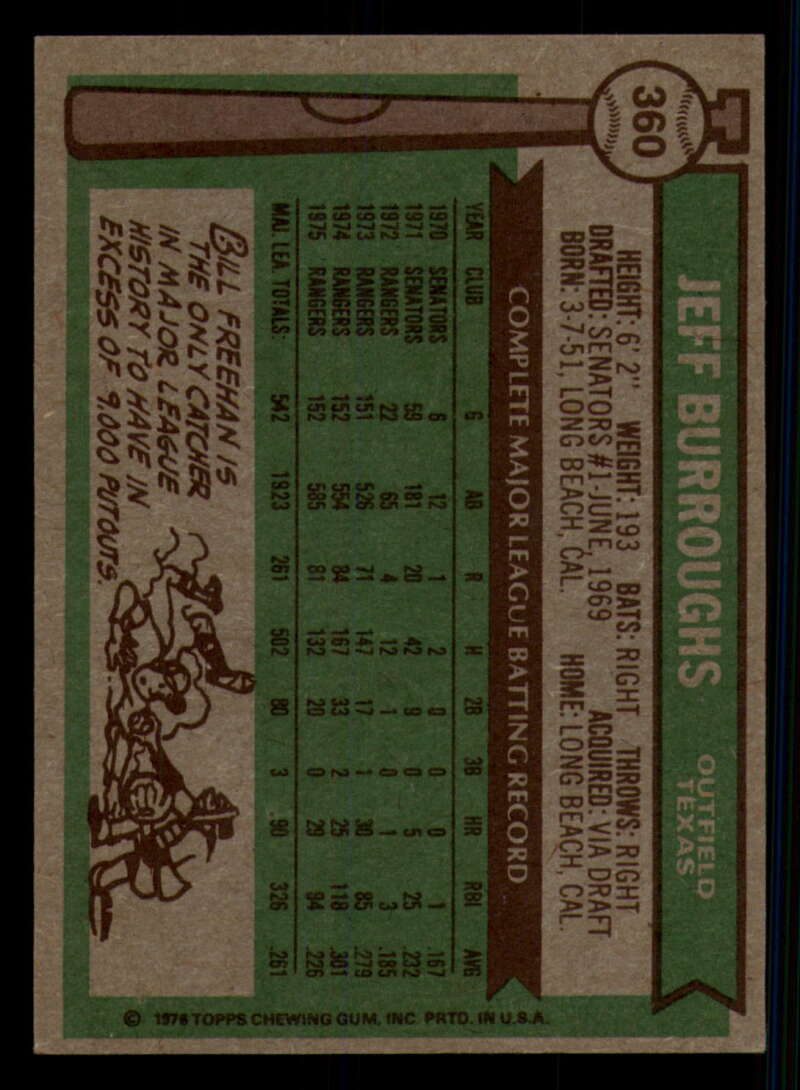 360
JEFF BURROUGHS
OUTFIELD
TEXAS
HEIGHT: 6' 2" WEIGHT: 193 BATS: RIGHT THROWS: RIGHT
DRAFTED: SENATORS #1-JUNE, 1969 ACQUIRED: VIA DRAFT
BORN: 3-7-51, LONG BEACH, CAL. HOME: LONG BEACH, CAL.
COMPLETE MAJOR LEAGUE BATTING RECORD
YEAR CLUB G AB R H 2B 3B HR RBI AVG
1970 SENATORS 6 12 1 2 0 0 0 1 .167
1971 SENATORS 59 181 20 42 9 0 5 25 .232
1972 RANGERS 22 65 4 12 1 0 1 3 .185
1973 RANGERS 151 526 71 147 17 1 30 85 .279
1974 RANGERS 152 554 84 167 33 2 25 118 .301
1975 RANGERS 152 585 81 132 20 0 29 94 .226
MAJ. LEA. TOTALS: 542 1923 261 502 80 3 90 326 .261
BILL FREEHAN IS
THE ONLY CATCHER
IN MAJOR LEAGUE
HISTORY TO HAVE IN
EXCESS OF 9,000 PUTOUTS.
© 1976 TOPPS CHEWING GUM, INC. PRTD. IN U.S.A.